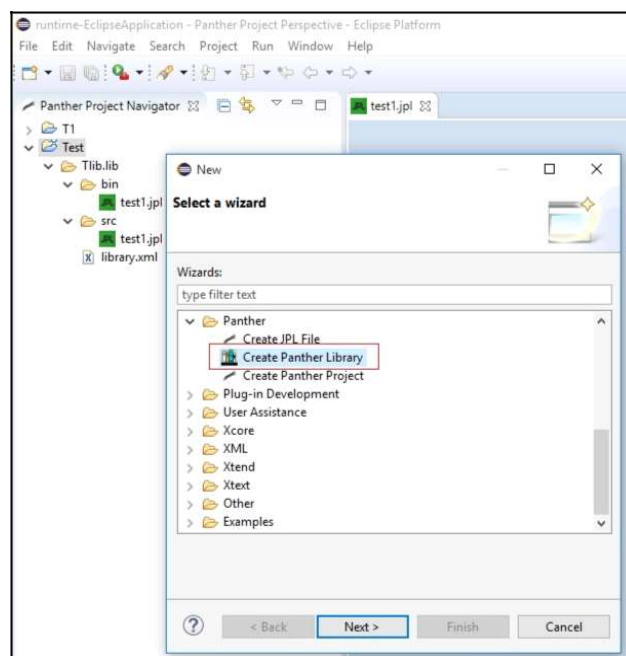 runtime-EclipseApplication - Panther Project Perspective - Eclipse Platform
File Edit Navigate Search Project Run Window Help
Panther Project Navigator
test1.jpl
T1
Test
Tlib.lib
bin
test1.jpl
src
test1.jpl
library.xml
New
Select a wizard
Wizards:
type filter text
Panther
Create JPL File
Create Panther Library
Create Panther Project
Plug-in Development
User Assistance
Xcore
XML
Xtend
Xtext
Other
Examples
< Back Next > Finish Cancel